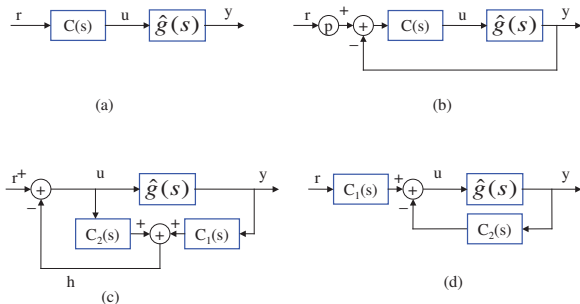 r C(s) u ĝ(s) y
(a)
r p + + C(s) u ĝ(s) y
−
(b)
r + + u ĝ(s) y
− C₂(s) + + + C₁(s)
h
(c)
r C₁(s) + + u ĝ(s) y
− C₂(s)
(d)